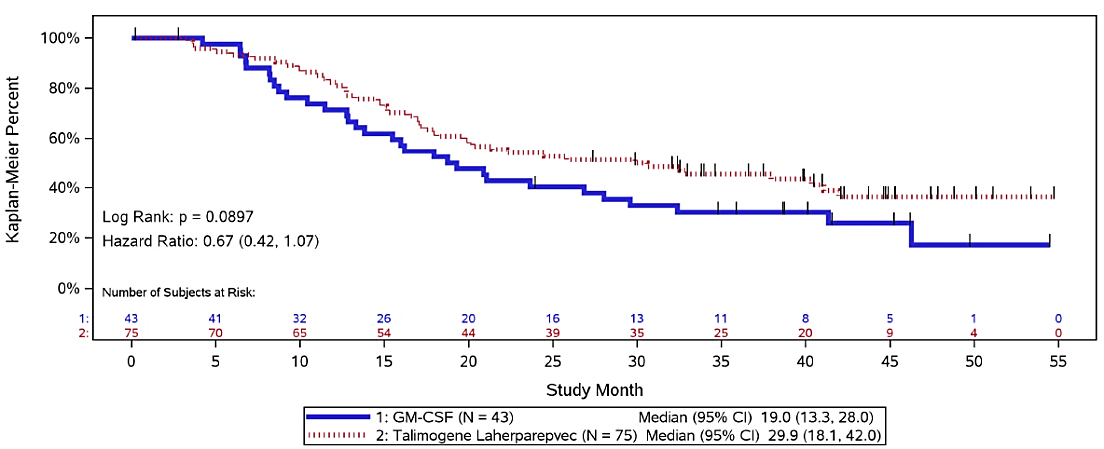 Kaplan-Meier Percent
100%
80%
60%
40%
20%
0%
Log Rank: p = 0.0897
Hazard Ratio: 0.67 (0.42, 1.07)
Number of Subjects at Risk:
1: 43 41 32 26 20 16 13 11 8 5 1 0
2: 75 70 65 54 44 39 35 25 20 9 4 0
0 5 10 15 20 25 30 35 40 45 50 55
Study Month
1: GM-CSF (N = 43) Median (95% CI) 19.0 (13.3, 28.0)
2: Talimogene Laherparepvec (N = 75) Median (95% CI) 29.9 (18.1, 42.0)